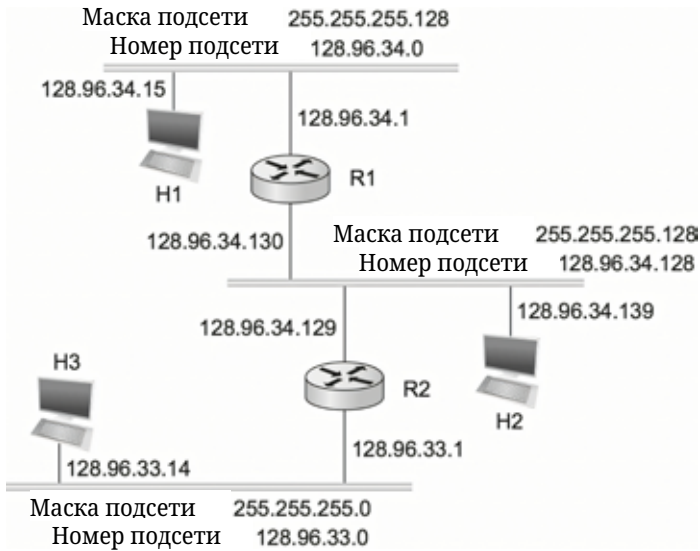 Маска подсети 255.255.255.128
Номер подсети 128.96.34.0
128.96.34.15
128.96.34.1
H1
R1
128.96.34.130
Маска подсети 255.255.255.128
Номер подсети 128.96.34.128
128.96.34.129
128.96.34.139
H3
R2
H2
128.96.33.1
128.96.33.14
Маска подсети 255.255.255.0
Номер подсети 128.96.33.0